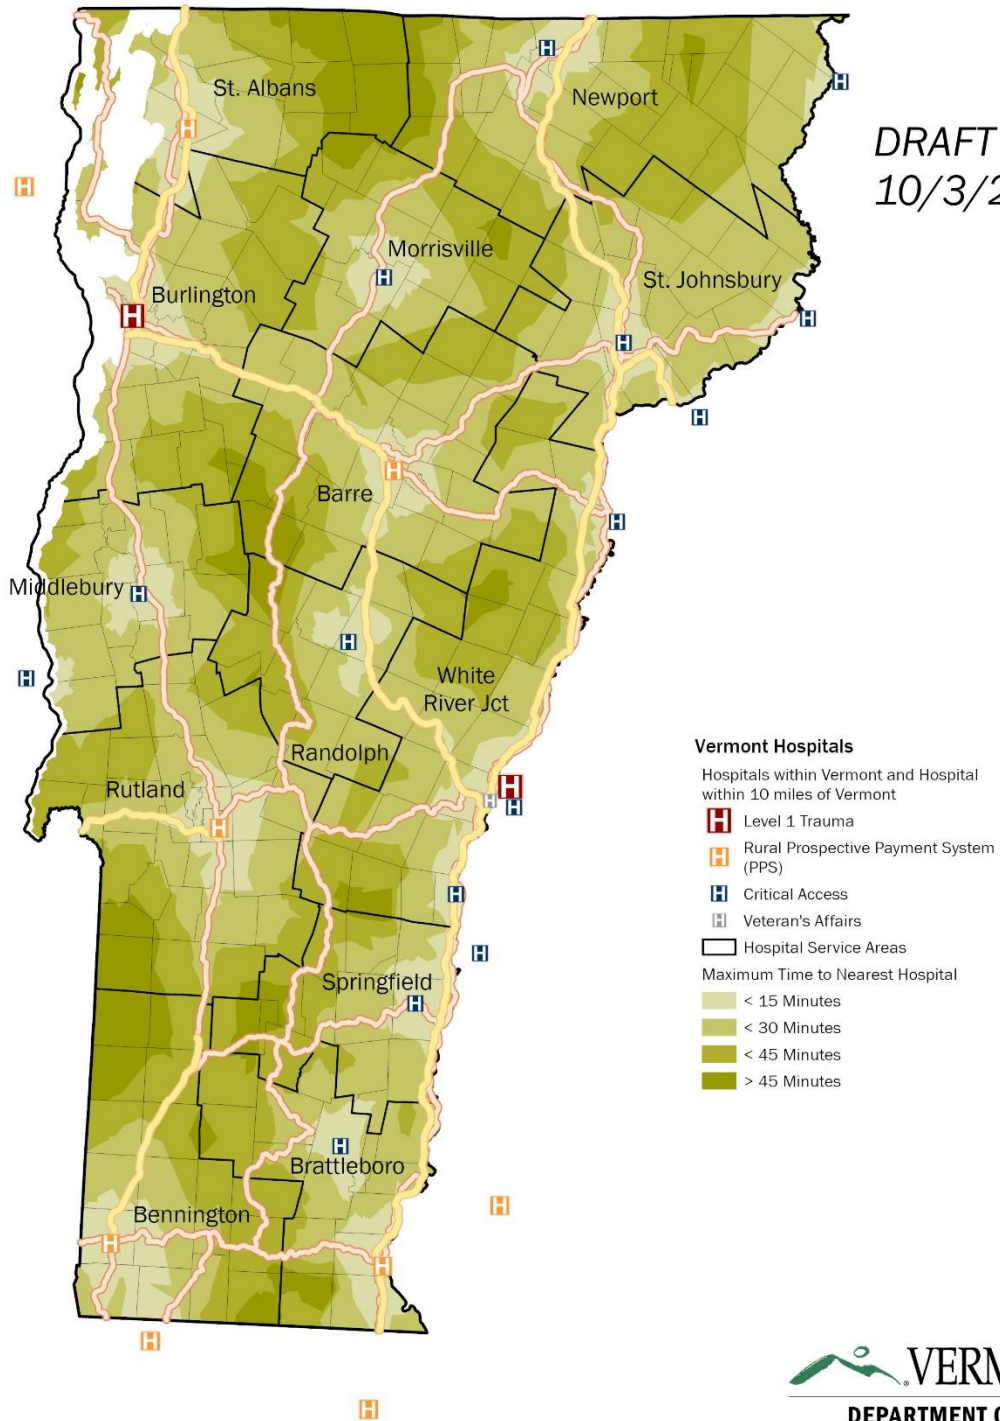 St. Albans
Newport
DRAFT
10/3/2
Morrisville
St. Johnsbury
Burlington
Barre
Middlebury
White
River Jct
Randolph
Rutland
Springfield
Brattleboro
Bennington
Vermont Hospitals
Hospitals within Vermont and Hospital
within 10 miles of Vermont
H Level 1 Trauma
H Rural Prospective Payment System
(PPS)
H Critical Access
H Veteran's Affairs
Hospital Service Areas
Maximum Time to Nearest Hospital
< 15 Minutes
< 30 Minutes
< 45 Minutes
> 45 Minutes
VERM
DEPARTMENT O